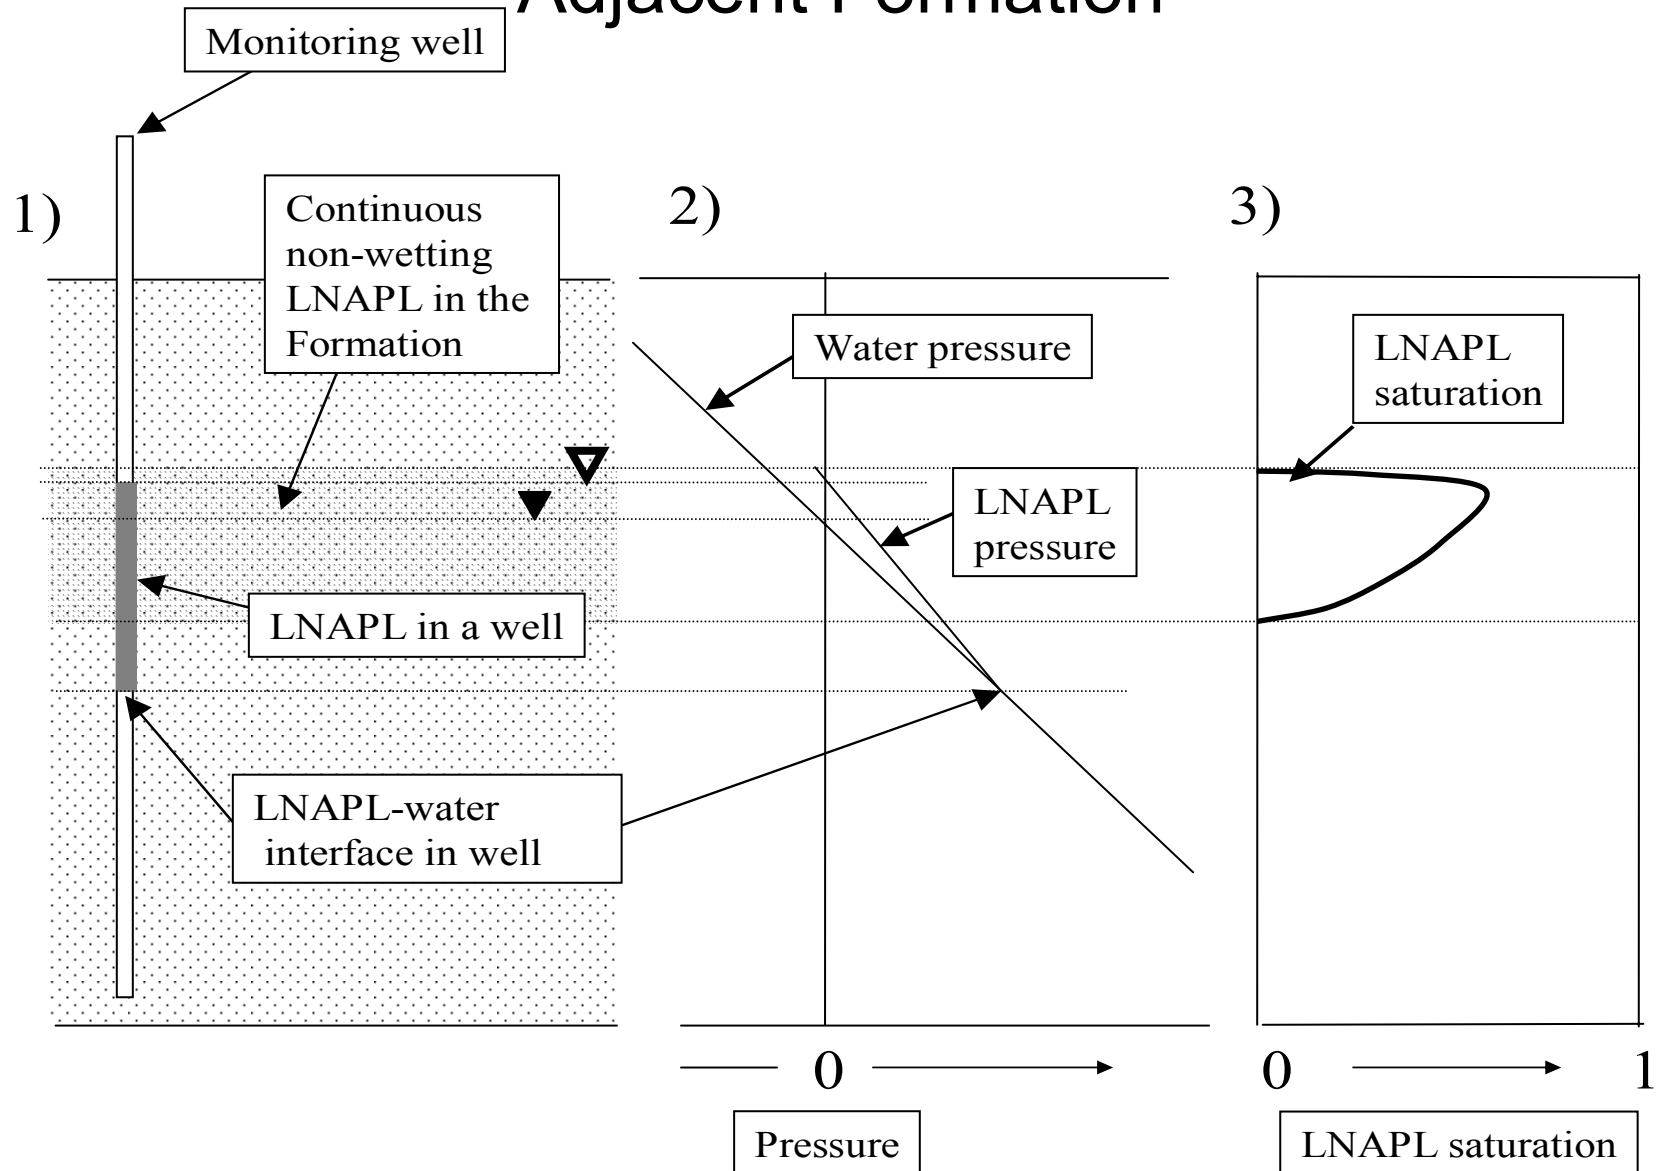 Adjacent Formation
Monitoring well
1)
Continuous
non-wetting
LNAPL in the
Formation
LNAPL in a well
LNAPL-water
interface in well
2)
Water pressure
LNAPL
pressure
0
Pressure
3)
LNAPL
saturation
0
1
LNAPL saturation